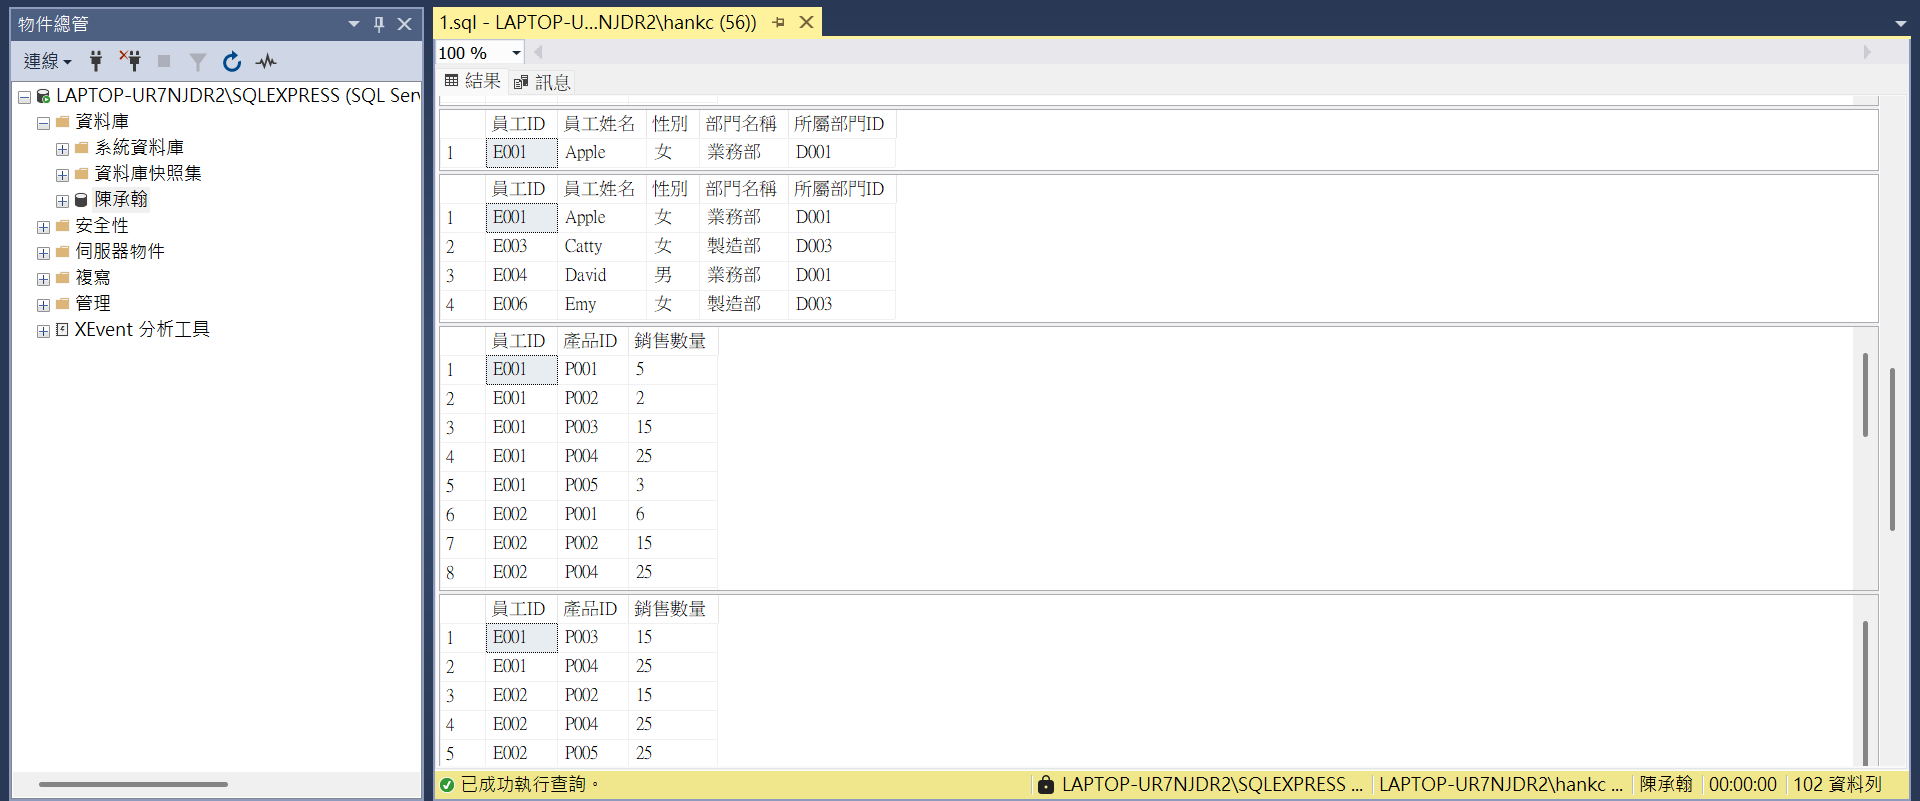 物件總管
連線
LAPTOP-UR7NJDR2\SQLEXPRESS (SQL Serv
資料庫
系統資料庫
資料庫快照集
陳承翰
安全性
伺服器物件
複寫
管理
XEvent 分析工具
1.sql - LAPTOP-U...NJDR2\hankc (56))
100 %
結果 訊息
員工ID 員工姓名 性別 部門名稱 所屬部門ID
1 E001 Apple 女 業務部 D001
員工ID 員工姓名 性別 部門名稱 所屬部門ID
1 E001 Apple 女 業務部 D001
2 E003 Catty 女 製造部 D003
3 E004 David 男 業務部 D001
4 E006 Emy 女 製造部 D003
員工ID 產品ID 銷售數量
1 E001 P001 5
2 E001 P002 2
3 E001 P003 15
4 E001 P004 25
5 E001 P005 3
6 E002 P001 6
7 E002 P002 15
8 E002 P004 25
員工ID 產品ID 銷售數量
1 E001 P003 15
2 E001 P004 25
3 E002 P002 15
4 E002 P004 25
5 E002 P005 25
已成功執行查詢。 LAPTOP-UR7NJDR2\SQLEXPRESS ... LAPTOP-UR7NJDR2\hankc ... 陳承翰 00:00:00 102 資料列